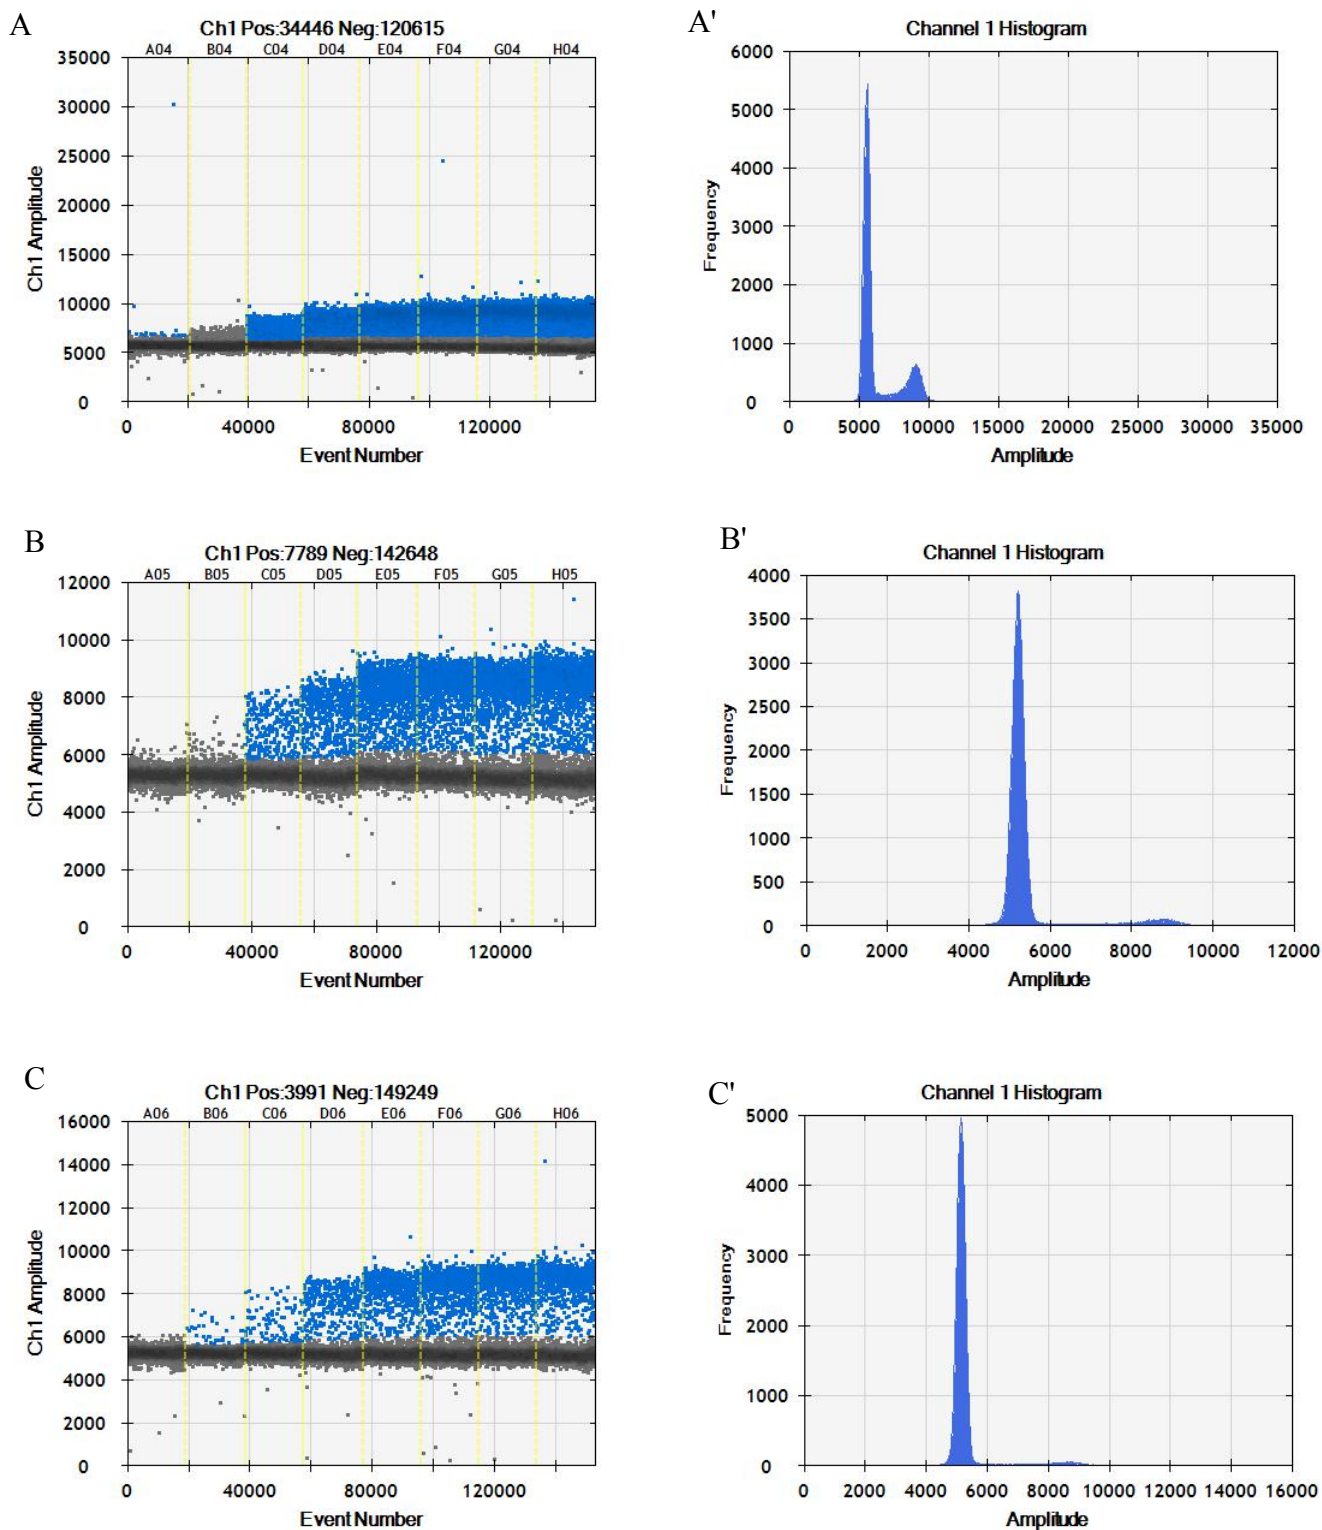 A
Ch1 Pos:34446 Neg:120615
A04 B04 C04 D04 E04 F04 G04 H04
35000
30000
25000
20000
15000
10000
5000
0
Ch1 Amplitude
0 40000 80000 120000
Event Number
A'
Channel 1 Histogram
6000
5000
4000
3000
2000
1000
0
Frequency
0 5000 10000 15000 20000 25000 30000 35000
Amplitude
B
Ch1 Pos:7789 Neg:142648
A05 B05 C05 D05 E05 F05 G05 H05
12000
10000
8000
6000
4000
2000
0
Ch1 Amplitude
0 40000 80000 120000
Event Number
B'
Channel 1 Histogram
4000
3500
3000
2500
2000
1500
1000
500
0
Frequency
0 2000 4000 6000 8000 10000 12000
Amplitude
C
Ch1 Pos:3991 Neg:149249
A06 B06 C06 D06 E06 F06 G06 H06
16000
14000
12000
10000
8000
6000
4000
2000
0
Ch1 Amplitude
0 40000 80000 120000
Event Number
C'
Channel 1 Histogram
5000
4000
3000
2000
1000
0
Frequency
0 2000 4000 6000 8000 10000 12000 14000 16000
Amplitude